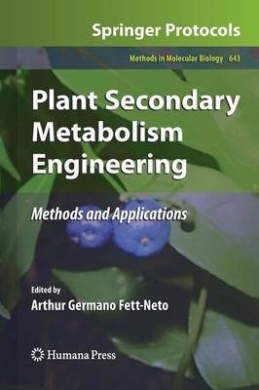 Springer Protocols
Methods in Molecular Biology 643
Plant Secondary
Metabolism
Engineering
Methods and Applications
Edited by
Arthur Germano Fett-Neto
Humana Press